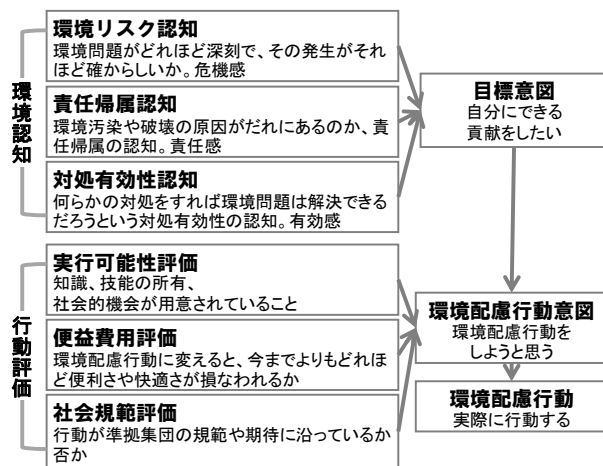 環境認知
環境リスク認知
環境問題がどれほど深刻で、その発生がそれ
ほど確からしいか。危機感
責任帰属認知
環境汚染や破壊の原因がだれにあるのか、責
任帰属の認知。責任感
対処有効性認知
何らかの対処をすれば環境問題は解決できる
だろうという対処有効性の認知。有効感
目標意図
自分にできる
貢献をしたい
行動評価
実行可能性評価
知識、技能の所有、
社会的機会が用意されていること
便益費用評価
環境配慮行動に変えると、今までよりもどれほ
ど便利さや快適さが損なわれるか
社会規範評価
行動が準拠集団の規範や期待に沿っているか
否か
環境配慮行動意図
環境配慮行動を
しようと思う
環境配慮行動
実際に行動する